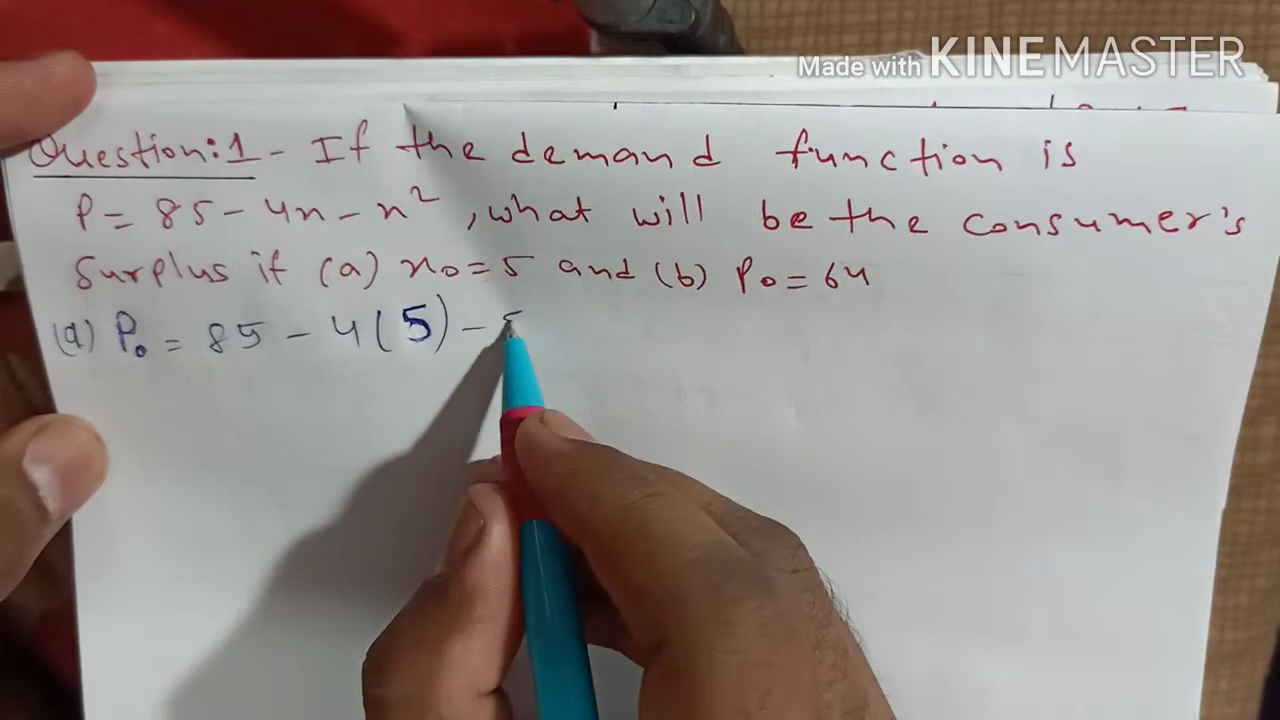 Made with KINEMASTER
Question:1- If the demand function is
P = 85 - 4x - x², what will be the consumer's
Surplus if (a) x₀ = 5 and (b) P₀ = 64
(a) P₀ = 85 - 4(5) - 5